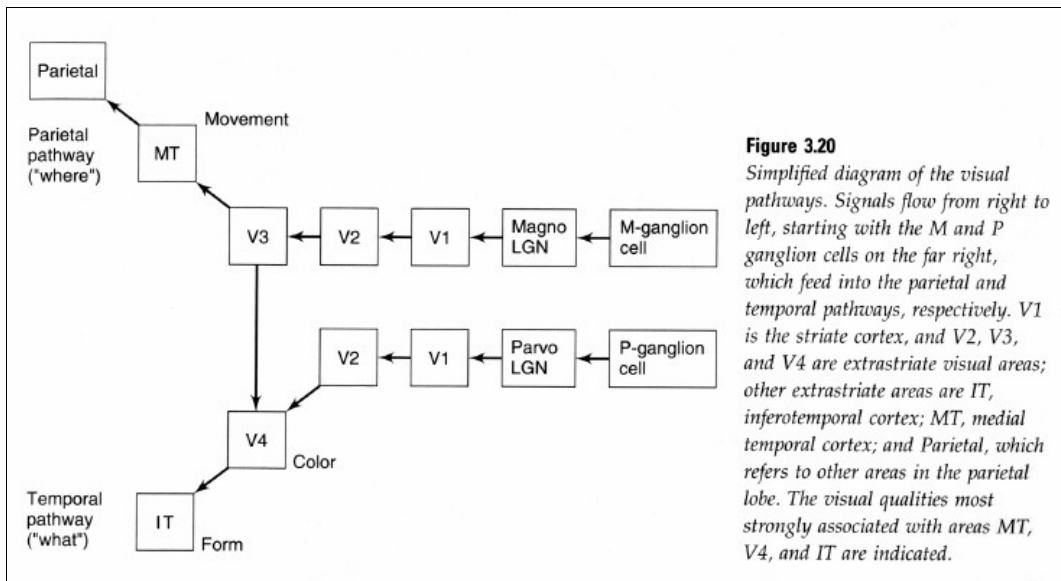 Parietal
Movement
Parietal
pathway
("where")
MT
V3
V2
V1
Magno
LGN
M-ganglion
cell
V2
V1
Parvo
LGN
P-ganglion
cell
V4
Color
Temporal
pathway
("what")
IT
Form
Figure 3.20
Simplified diagram of the visual
pathways. Signals flow from right to
left, starting with the M and P
ganglion cells on the far right,
which feed into the parietal and
temporal pathways, respectively. V1
is the striate cortex, and V2, V3,
and V4 are extrastriate visual areas;
other extrastriate areas are IT,
inferotemporal cortex; MT, medial
temporal cortex; and Parietal, which
refers to other areas in the parietal
lobe. The visual qualities most
strongly associated with areas MT,
V4, and IT are indicated.